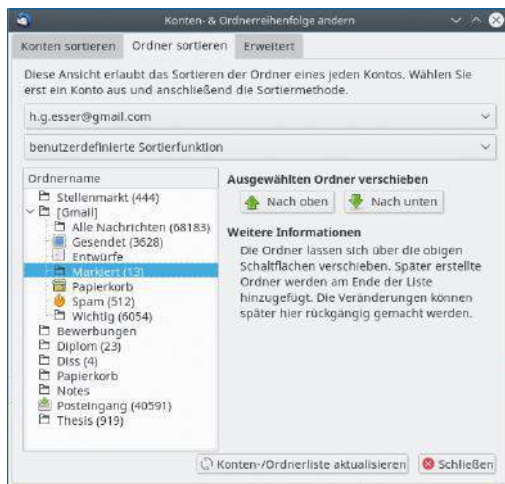 Konten- & Ordnerreihenfolge ändern
Konten sortieren
Ordner sortieren
Erweitert
Diese Ansicht erlaubt das Sortieren der Ordner eines jeden Kontos. Wählen Sie
erst ein Konto aus und anschließend die Sortiermethode.
h.g.esser@gmail.com
benutzerdefinierte Sortierfunktion
Ordnername
Stellenmarkt (444)
[Gmail]
Alle Nachrichten (68183)
Gesendet (3628)
Entwürfe
Markiert (13)
Papierkorb
Spam (512)
Wichtig (6054)
Bewerbungen
Diplom (23)
Diss (4)
Papierkorb
Notes
Posteingang (40591)
Thesis (919)
Ausgewählten Ordner verschieben
Nach oben
Nach unten
Weitere Informationen
Die Ordner lassen sich über die obigen
Schaltflächen verschieben. Später erstellte
Ordner werden am Ende der Liste
hinzugefügt. Die Veränderungen können
später hier rückgängig gemacht werden.
Konten-/Ordnerliste aktualisieren
Schließen